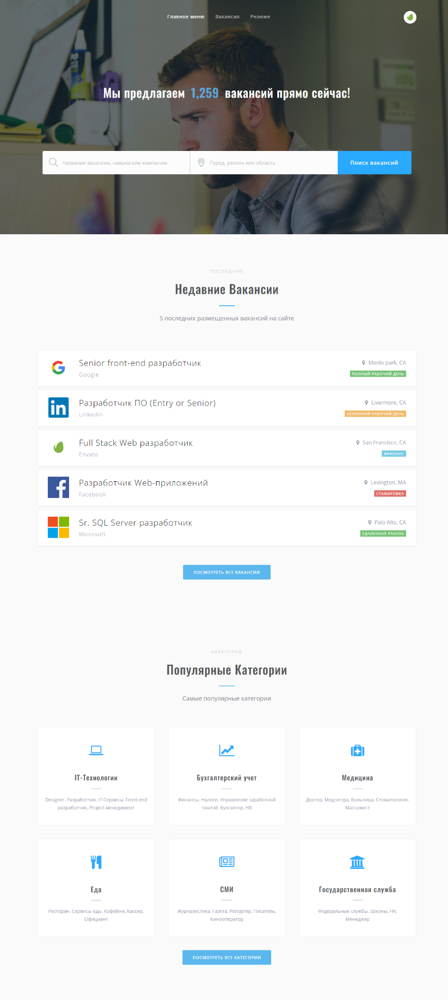 Главное меню Вакансия Резюме
Мы предлагаем 1,259 вакансий прямо сейчас!
Название вакансии, навыка или компании
Город, регион или область
Поиск вакансий
ПОСЛЕДНИЕ
Недавние Вакансии
5 последних размещенных вакансий на сайте
Senior front-end разработчик
Google
Menlo park, CA
ПОЛНЫЙ РАБОЧИЙ ДЕНЬ
in
Разработчик ПО (Entry or Senior)
Linkedin
Livermore, CA
НЕПОЛНЫЙ РАБОЧИЙ ДЕНЬ
Full Stack Web разработчик
Envato
San Francisco, CA
ФРИЛАНС
Разработчик Web-приложений
Facebook
Lexington, MA
СТАЖИРОВКА
Sr. SQL Server разработчик
Microsoft
Palo Alto, CA
УДАЛЕННАЯ РАБОТА
ПОСМОТРЕТЬ ВСЕ ВАКАНСИИ
КАТЕГОРИИ
Популярные Категории
Самые популярные категории
IT-Технологии
Designer, Разработчик, IT Сервисы, Front-end
разработчик, Project менеджмент
Бухгалтерский учет
Финансы, Налоги, Управление заработной
платой, Бухгалтер, HR
Медицина
Доктор, Медсестра, Больница, Стоматология,
Массажист
Еда
Ресторан, Сервисы еды, Кофейни, Кассир,
Официант
СМИ
Журналистика, Газета, Репортер, Писатель,
Кинооператор
Государственная служба
Федеральные службы, Законы, HR,
Менеджер
ПОСМОТРЕТЬ ВСЕ КАТЕГОРИИ